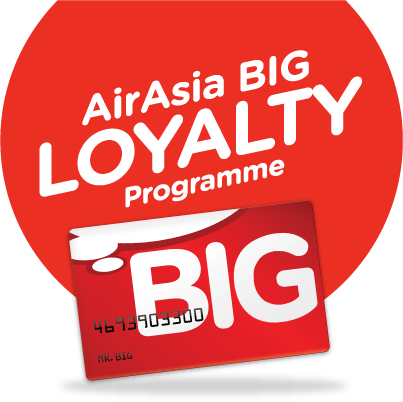 AirAsia BIG
LOYALTY
Programme
BIG
4693903300
MR. BIG